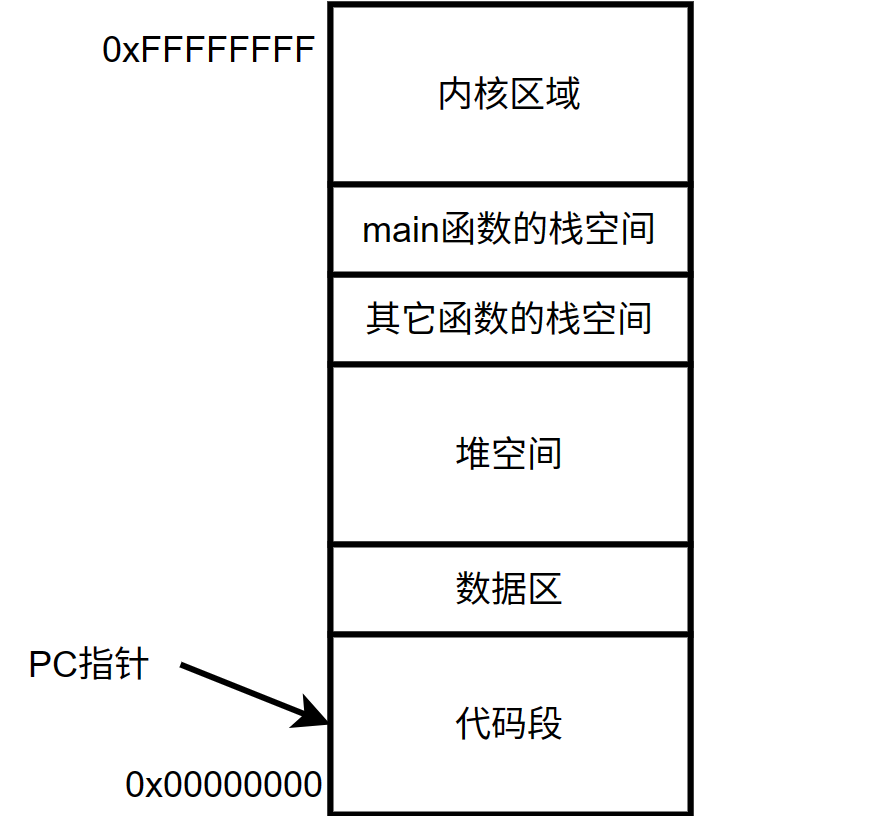 0xFFFFFFFF
内核区域
main函数的栈空间
其它函数的栈空间
堆空间
数据区
PC指针
代码段
0x00000000